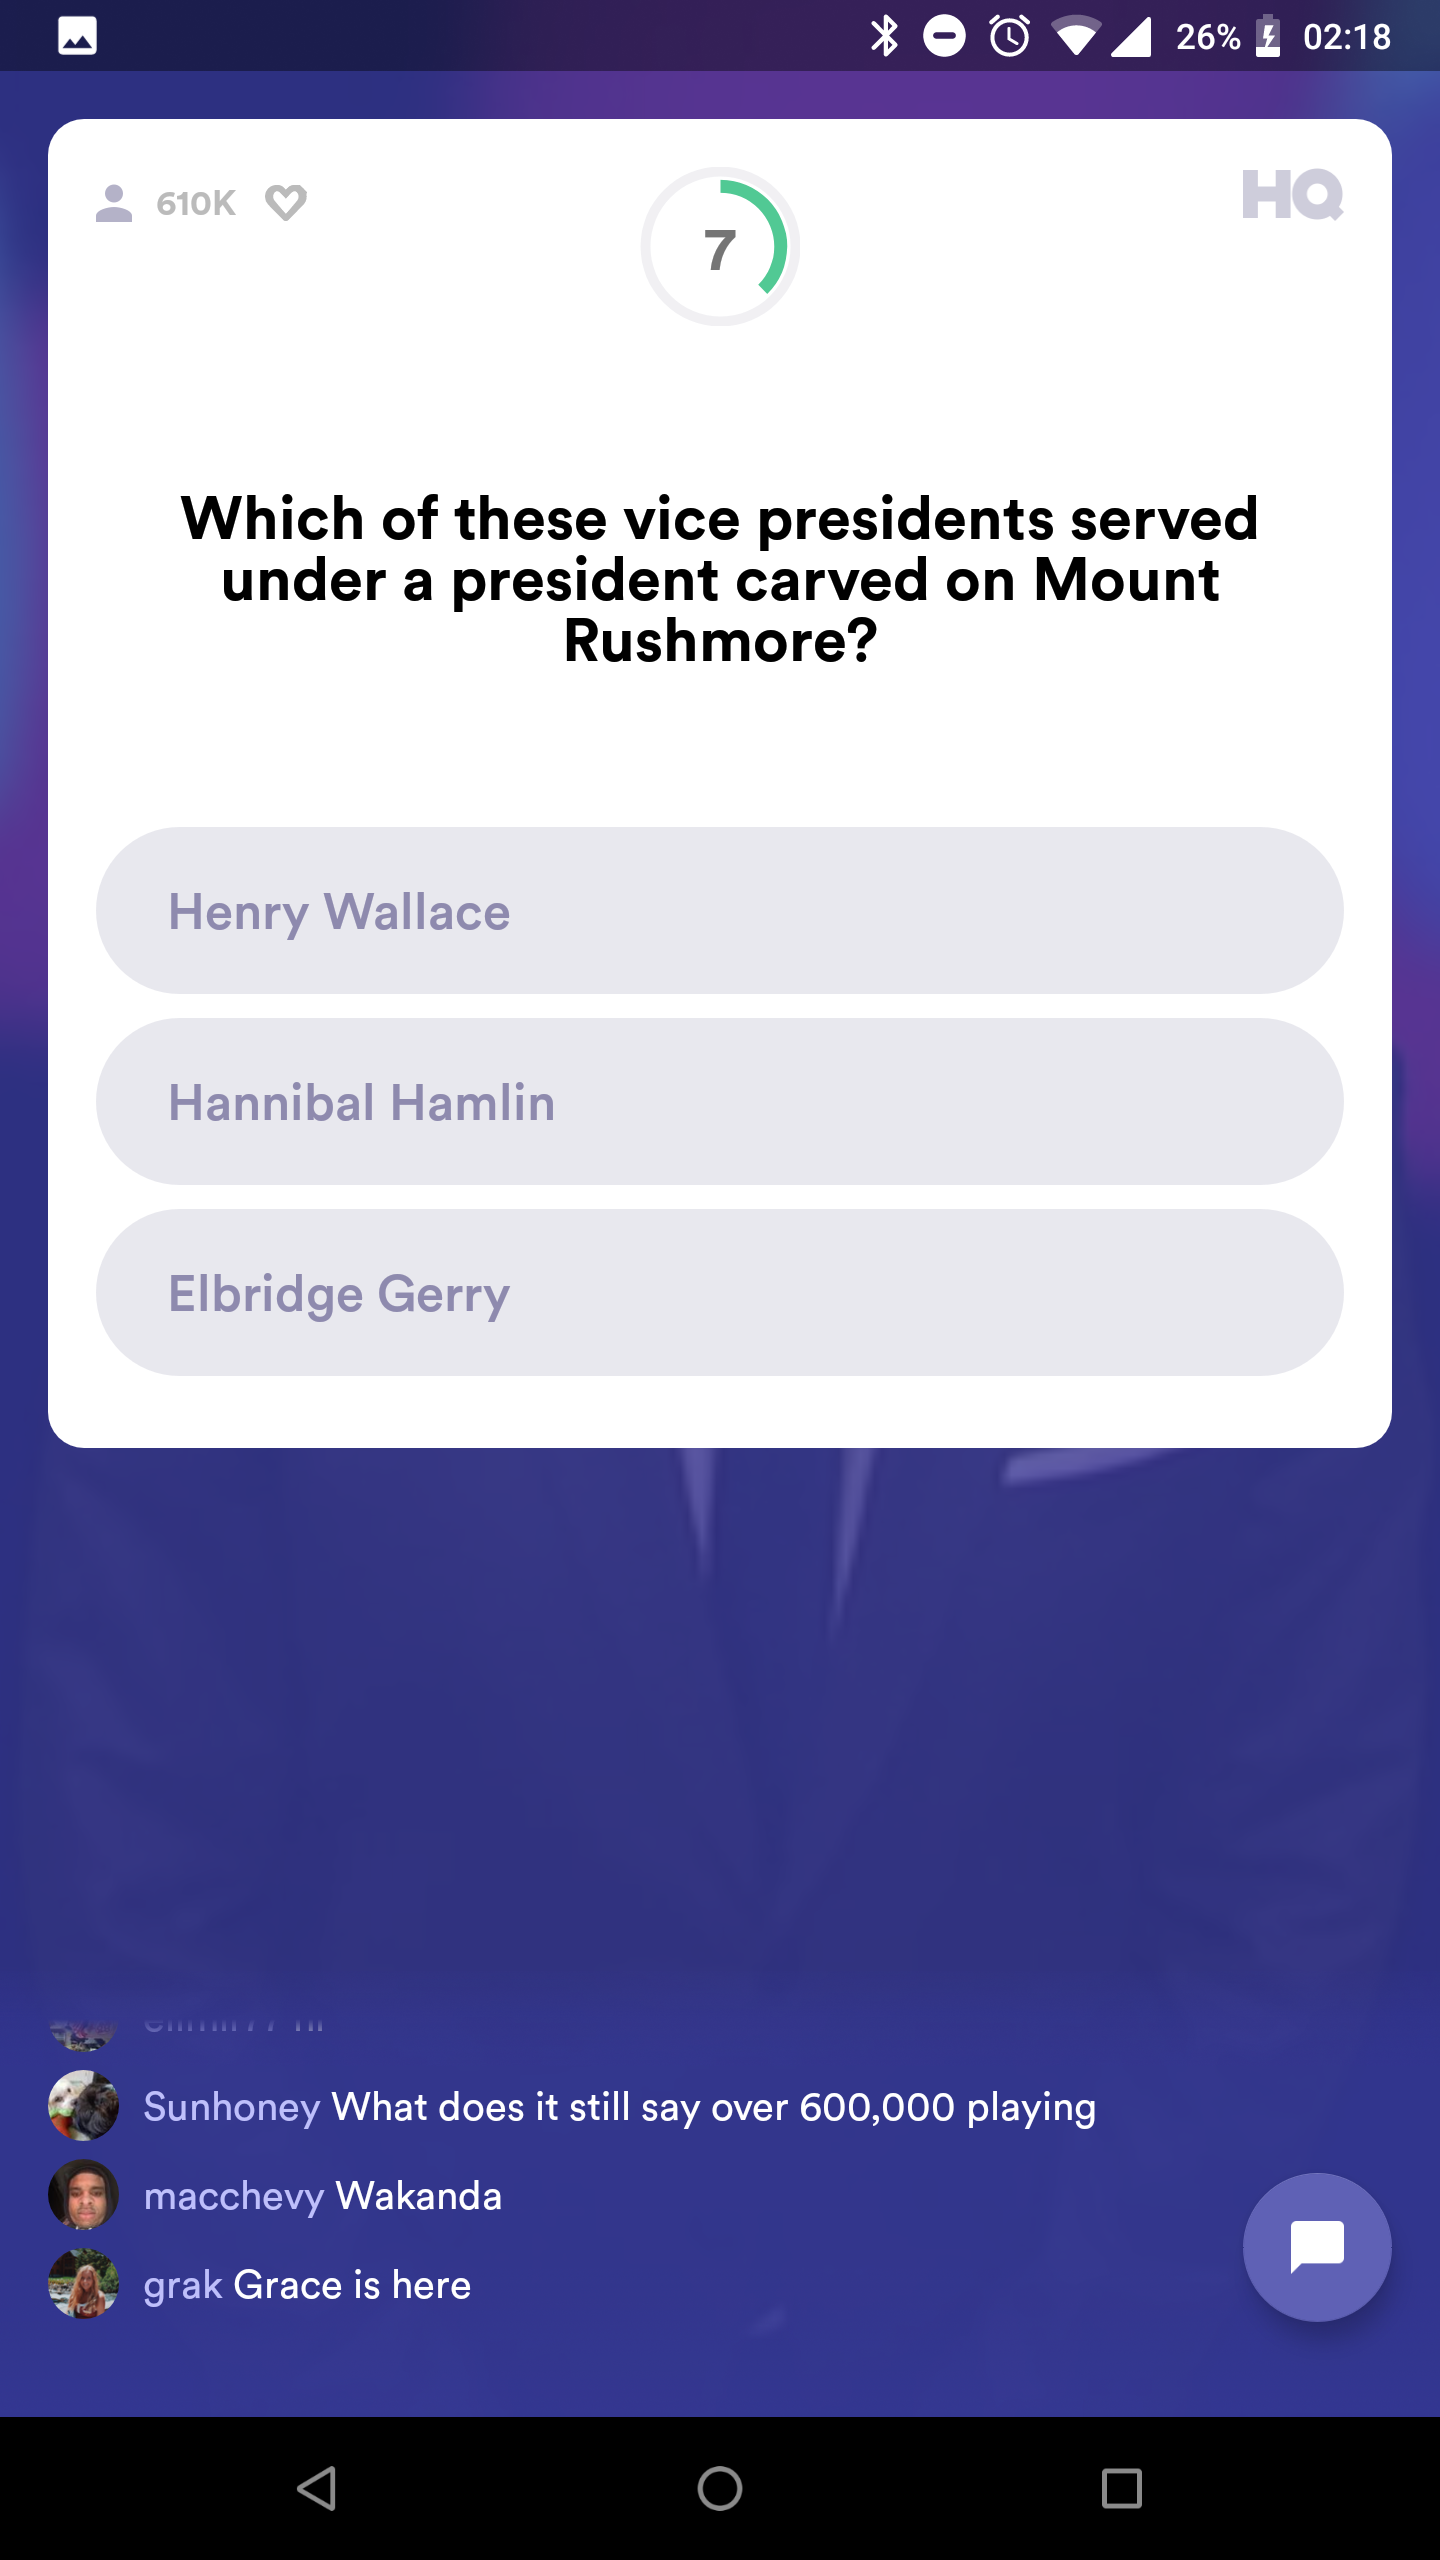 26% 02:18
610K 7 HQ
Which of these vice presidents served
under a president carved on Mount
Rushmore?
Henry Wallace
Hannibal Hamlin
Elbridge Gerry
Sunhoney What does it still say over 600,000 playing
macchevy Wakanda
grak Grace is here